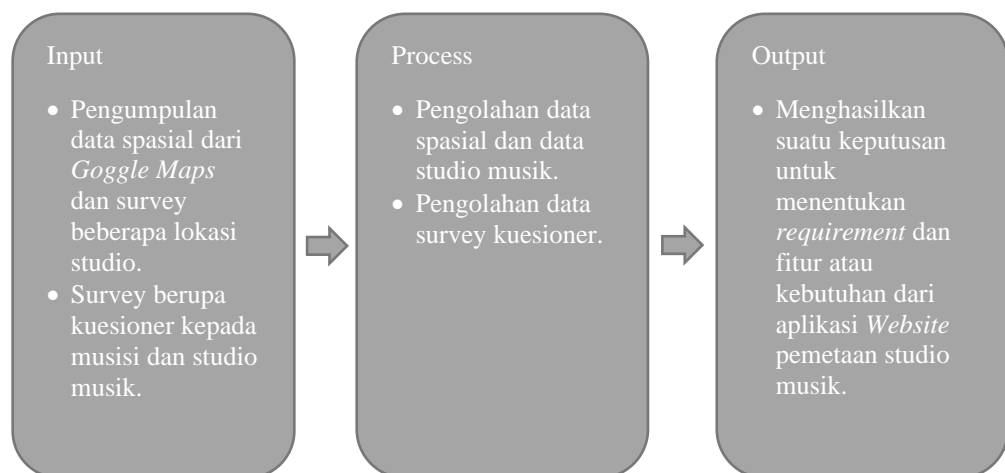 Input
• Pengumpulan
data spasial dari
Goggle Maps
dan survey
beberapa lokasi
studio.
• Survey berupa
kuesioner kepada
musisi dan studio
musik.
Process
• Pengolahan data
spasial dan data
studio musik.
• Pengolahan data
survey kuesioner.
Output
• Menghasilkan
suatu keputusan
untuk
menentukan
requirement dan
fitur atau
kebutuhan dari
aplikasi Website
pemetaan studio
musik.